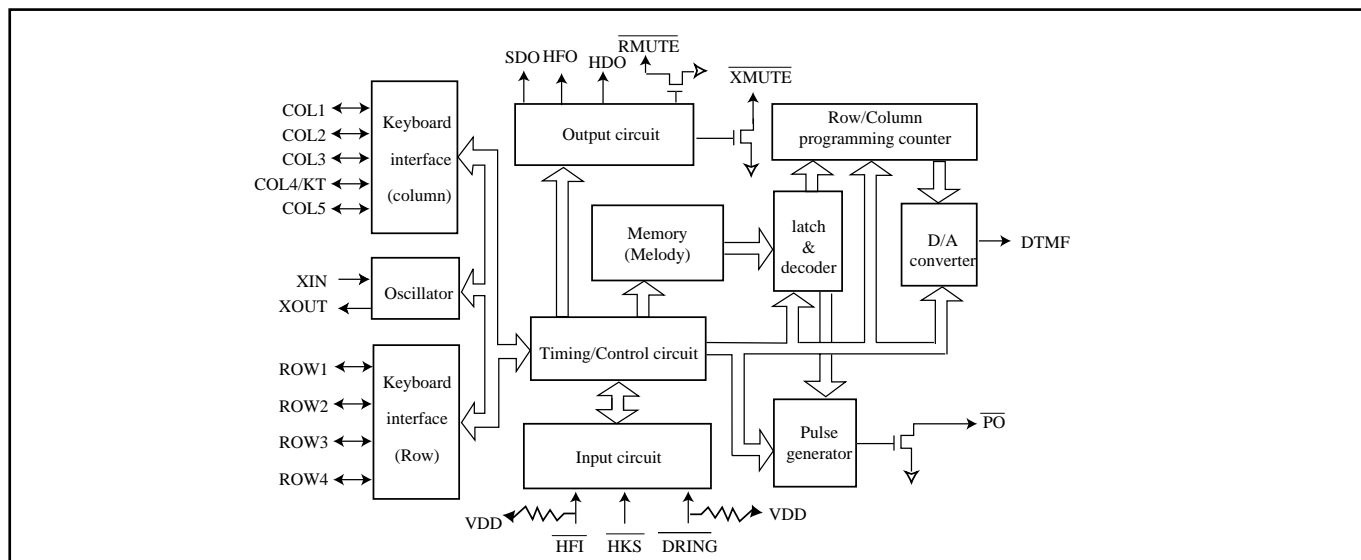 SDO
HFO
HDO
RMUTE
XMUTE
COL1
COL2
COL3
COL4/KT
COL5
Keyboard
interface
(column)
Output circuit
Row/Column
programming counter
Memory
(Melody)
latch
&
decoder
D/A
converter
DTMF
XIN
XOUT
Oscillator
Timing/Control circuit
ROW1
ROW2
ROW3
ROW4
Keyboard
interface
(Row)
Input circuit
Pulse
generator
PO
VDD
VDD
HFI
HKS
DRING